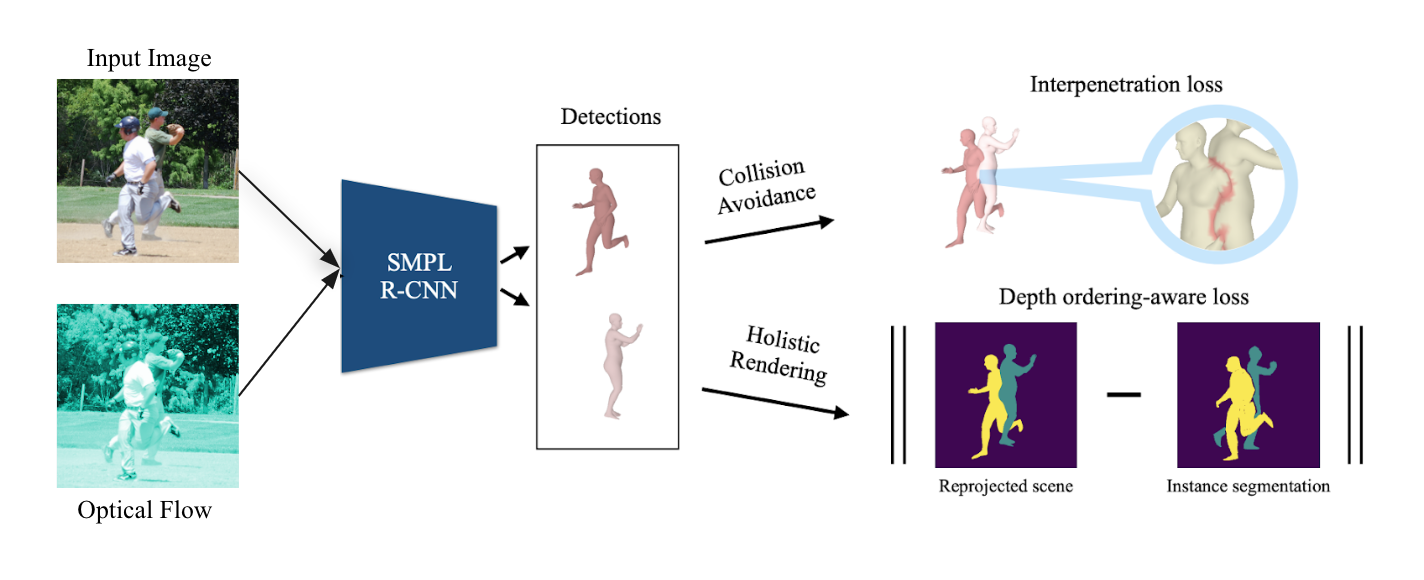 Input Image
Optical Flow
SMPL
R-CNN
Detections
Collision
Avoidance
Holistic
Rendering
Interpenetration loss
Depth ordering-aware loss
Reprojected scene
Instance segmentation